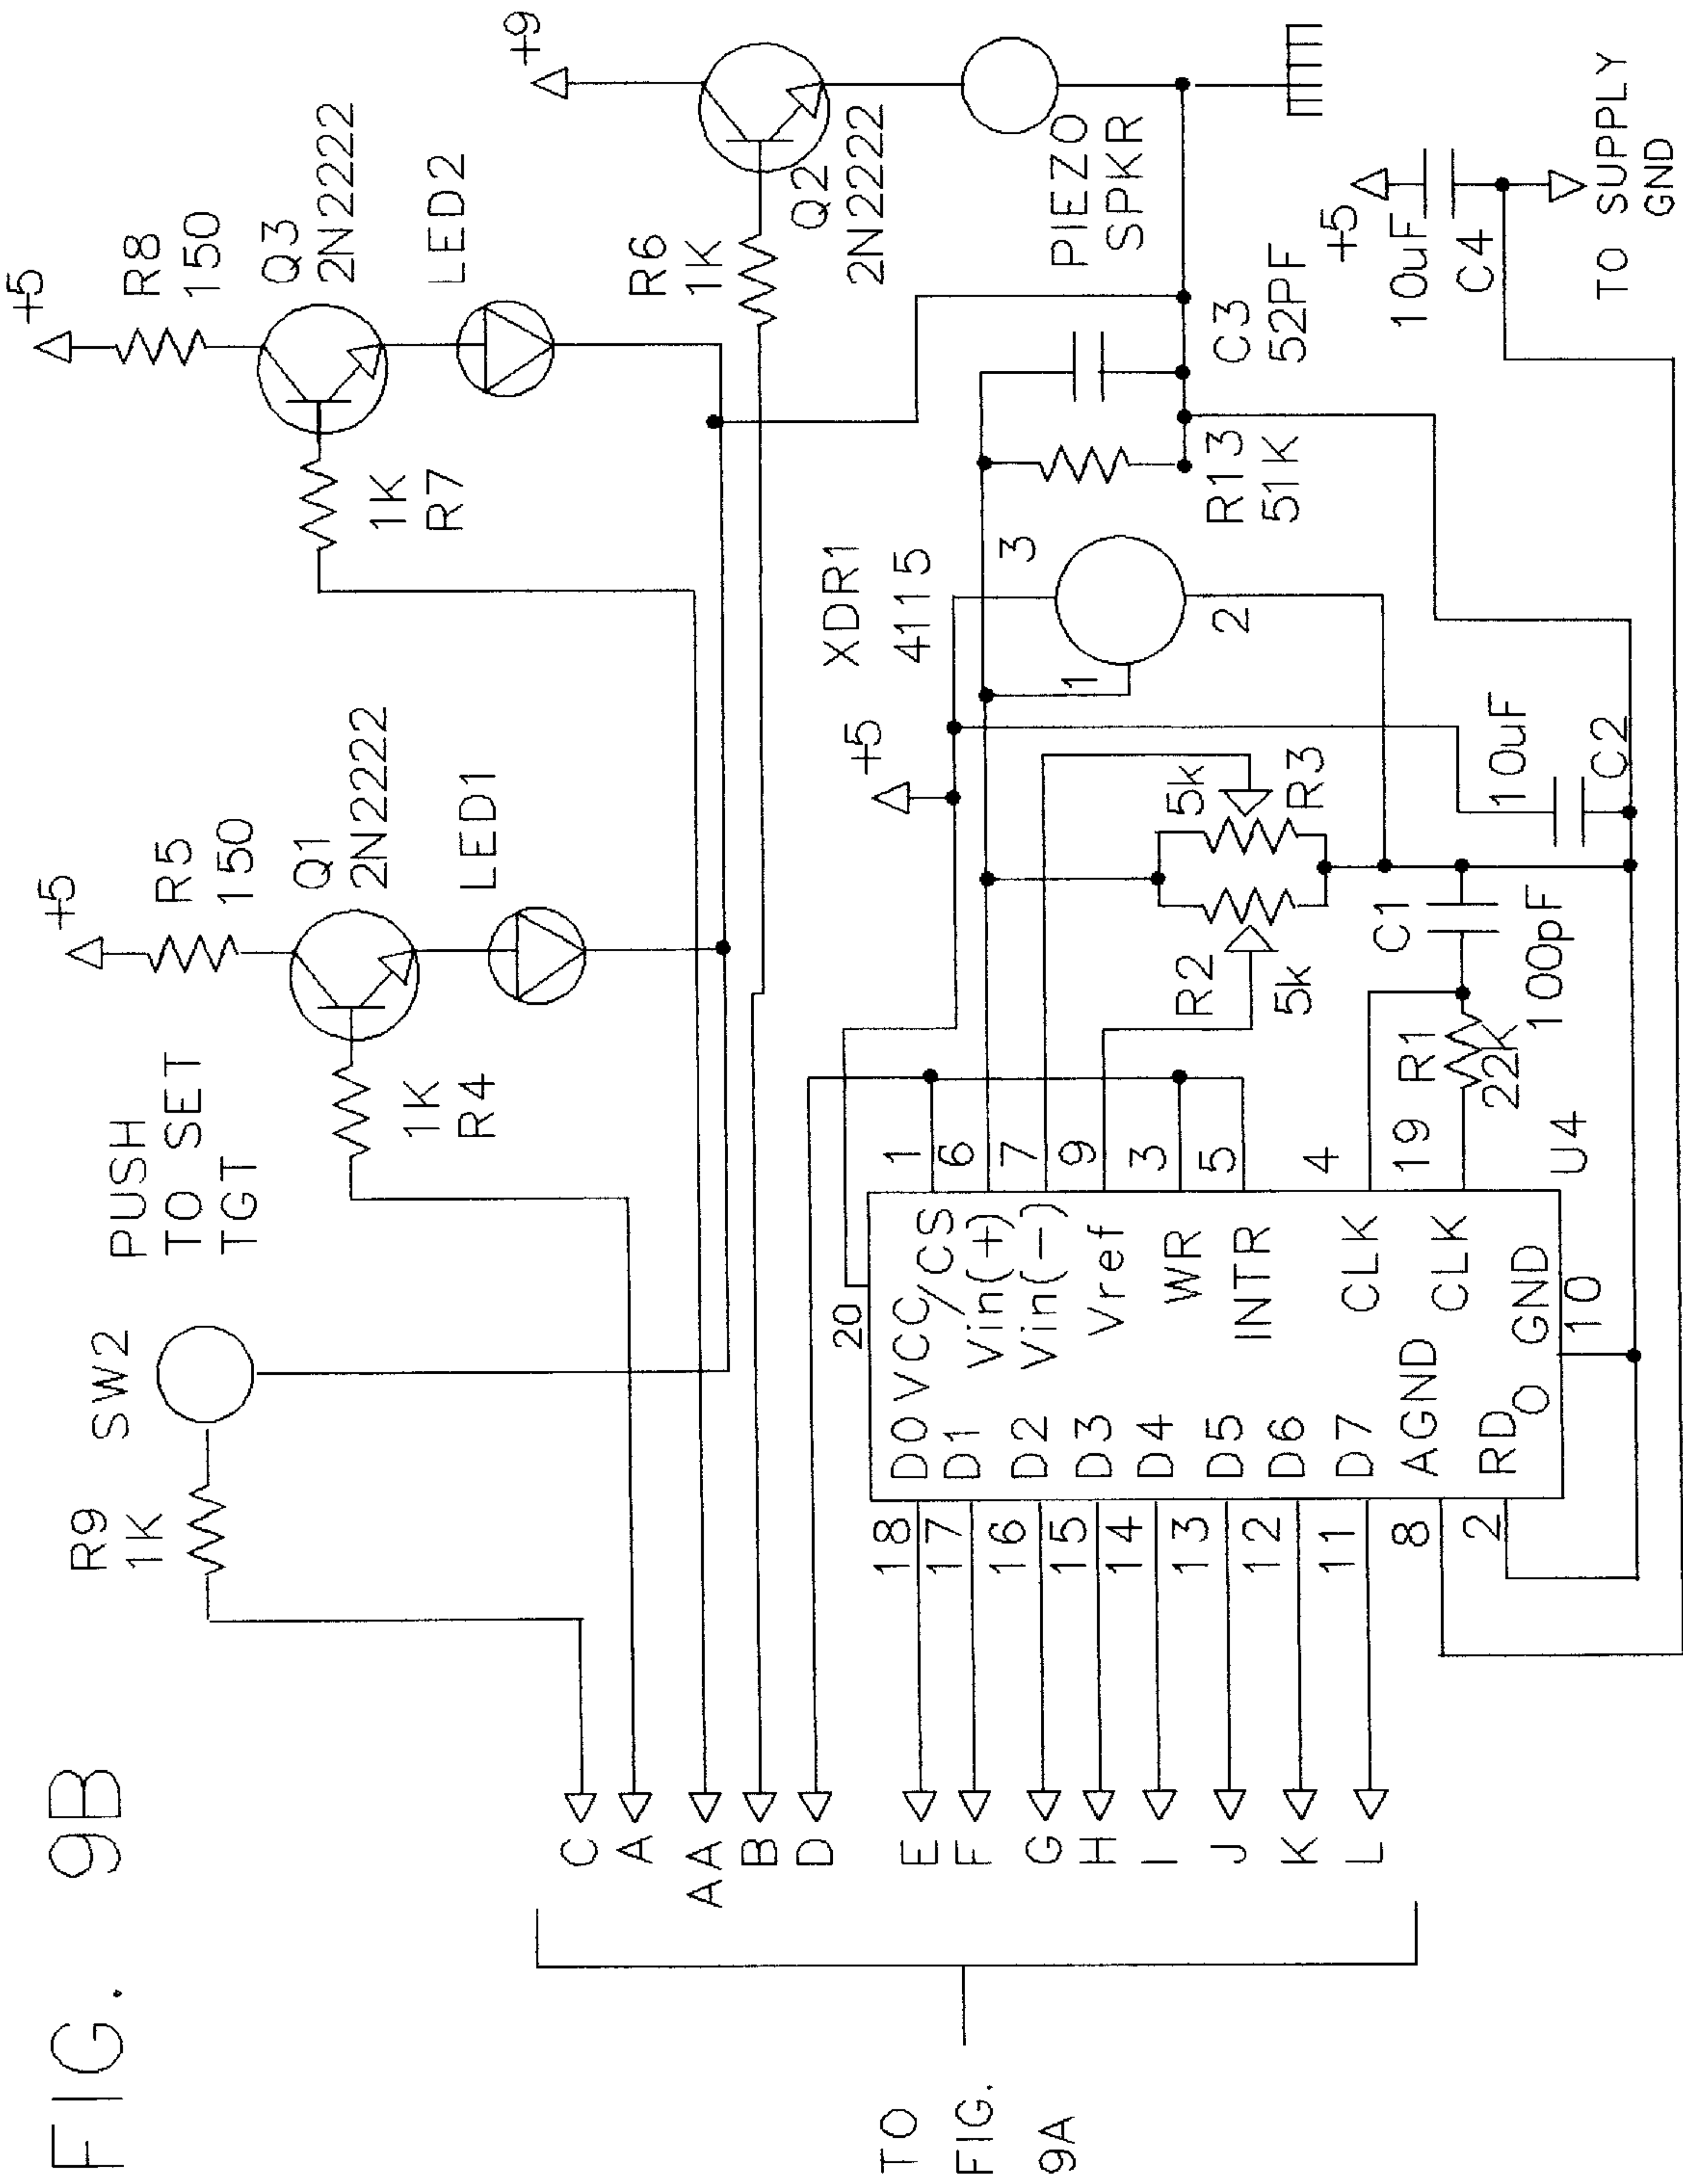 FIG. 9B
+5
+5
+9
R9
1K
SW2
PUSH
TO SET
TGT
R5
150
Q1
2N2222
1K
R4
LED1
R8
150
Q3
2N2222
1K
R7
LED2
R6
1K
Q2
2N2222
PIEZO
SPKR
C
A
AA
B
D
E
F
G
H
I
J
K
L
TO
FIG.
9A
20
18
17
16
15
14
13
12
11
8
2
D0 VCC/CS
D1 Vin(+)
D2 Vin(-)
D3 Vref
D4 WR
D5 INTR
D6
D7 CLK
AGND CLK
RD
O GND
10
1
6
7
9
3
5
4
19
U4
R1
22K
C1
100pF
R2
5k
5k
R3
+5
10uF
C2
XDR1
4115
3
1
2
R13
51K
C3
52PF
+5
10uF
C4
TO SUPPLY
GND